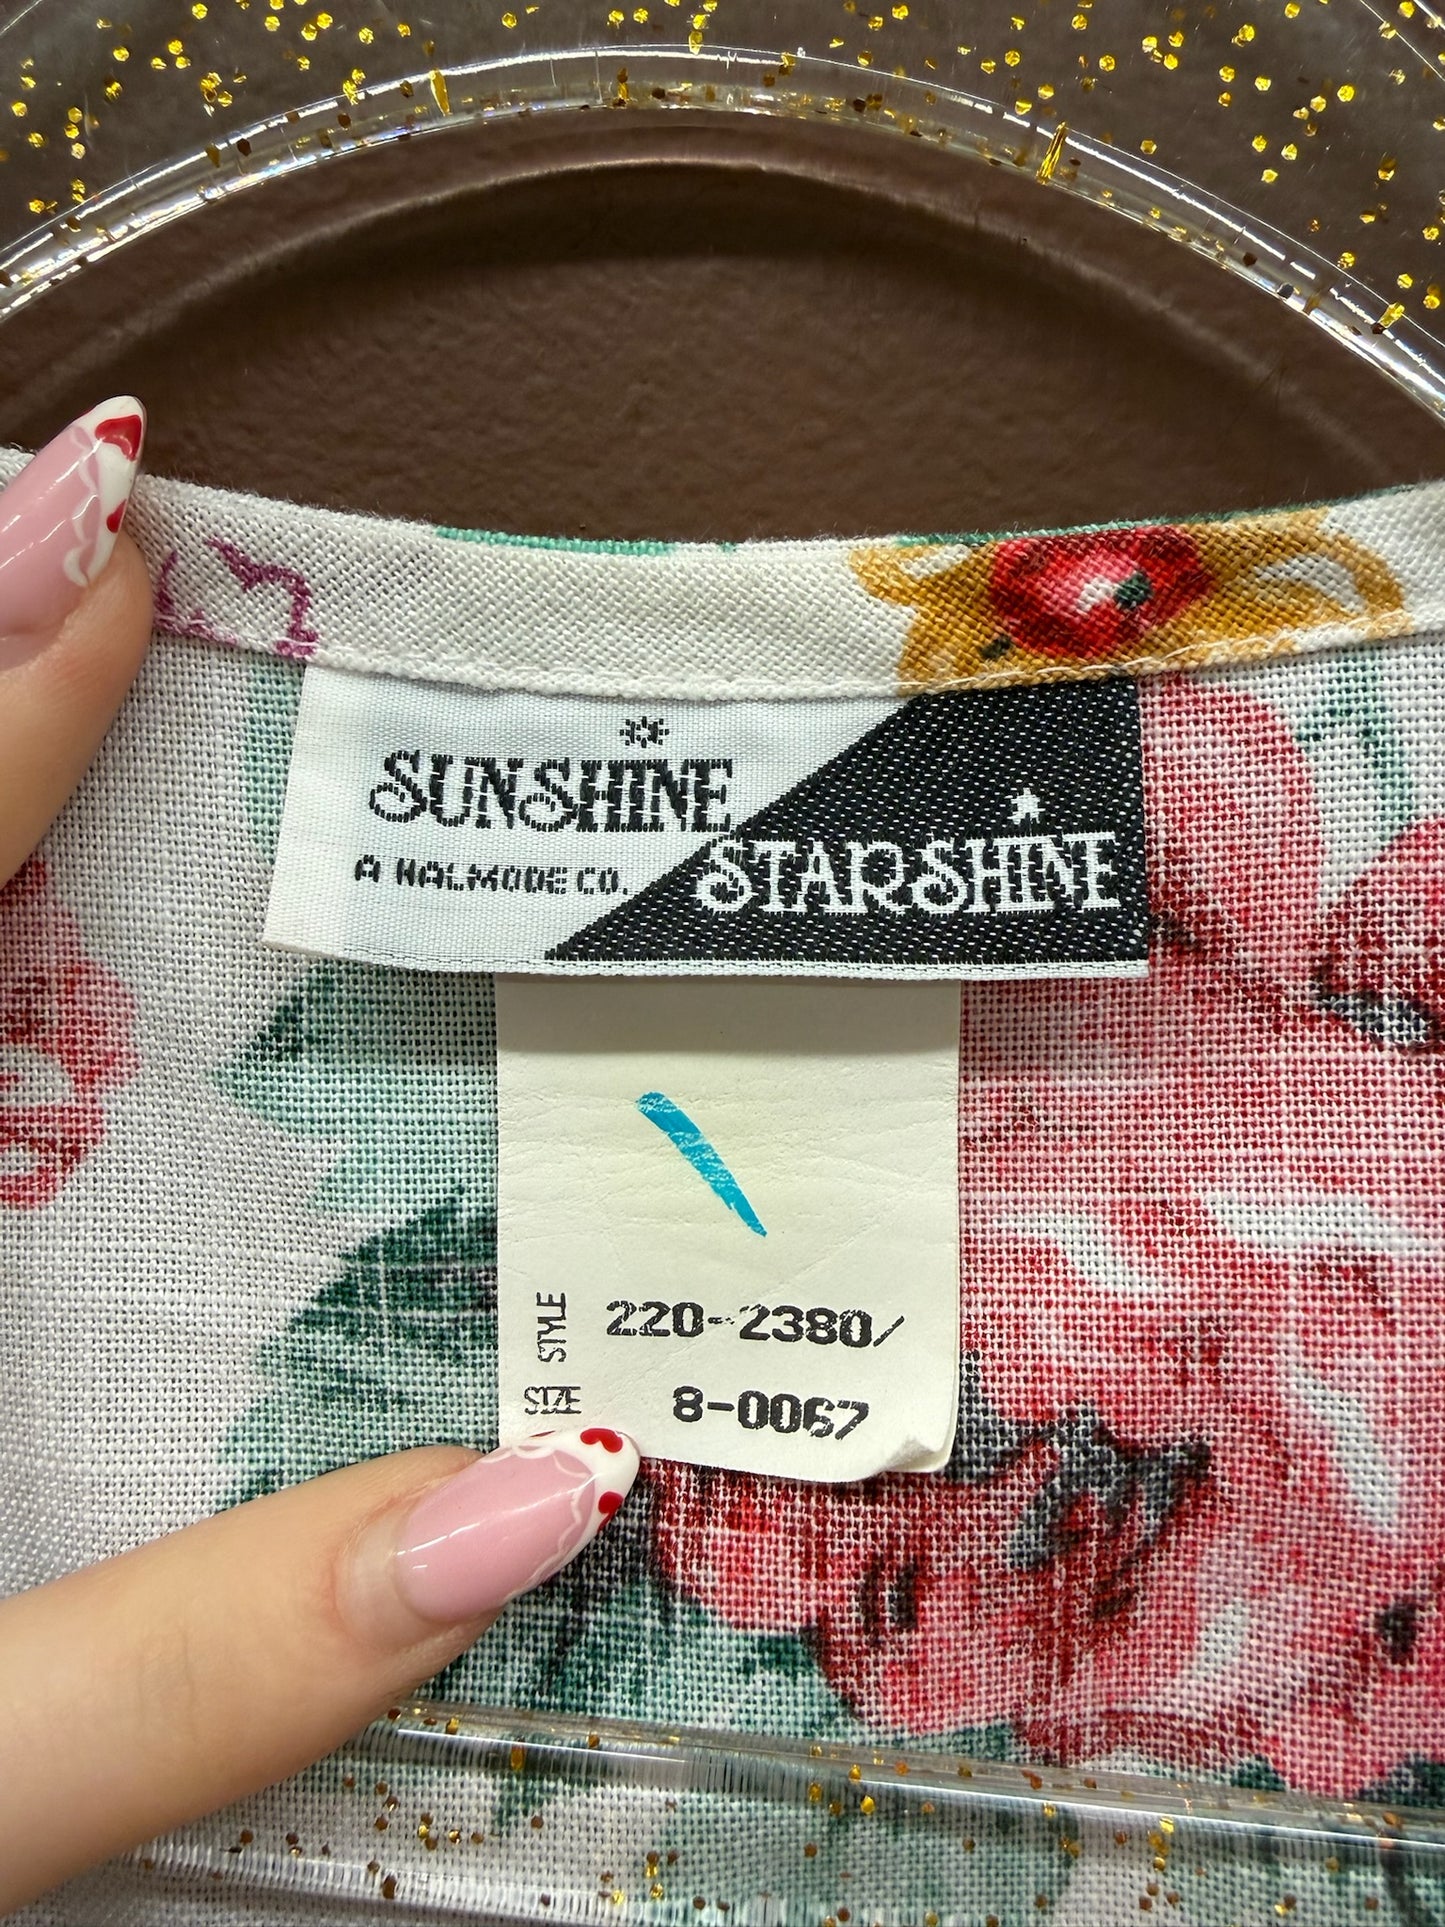 SUNSHINE
STARSHINE
A HALMODE CO.
STYLE 220-2380/
SIZE 8-0067